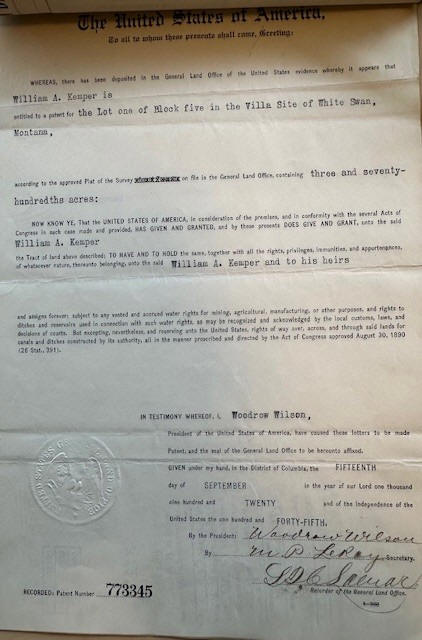 The United States of America,
To all to whom these presents shall come, Greeting:
WHEREAS, there has been deposited in the General Land Office of the United States evidence whereby it appears that
William A. Kemper is
entitled to a patent for the Lot one of Block five in the Villa Site of White Swan,
Montana,
according to the approved Plat of the Survey on file in the General Land Office, containing three and seventy-
hundredths acres:
NOW KNOW YE, That the UNITED STATES OF AMERICA, in consideration of the premises, and in conformity with the several Acts of
Congress in such case made and provided, HAS GIVEN AND GRANTED, and by these presents DOES GIVE AND GRANT, unto the said
William A. Kemper
the Tract of land above described; TO HAVE AND TO HOLD the same, together with all the rights, privileges, immunities, and appurtenances,
of whatsoever nature, thereunto belonging, unto the said William A. Kemper and to his heirs
and assigns forever; subject to any vested and accrued water rights for mining, agricultural, manufacturing, or other purposes, and rights to
ditches and reservoirs used in connection with such water rights, as may be recognized and acknowledged by the local customs, laws, and
decisions of courts. But excepting, nevertheless, and reserving unto the United States, rights of way over, across, and through said lands for
canals and ditches constructed by its authority, all in the manner prescribed and directed by the Act of Congress approved August 30, 1890
(26 Stat., 391).
IN TESTIMONY WHEREOF, I, Woodrow Wilson,
President of the United States of America, have caused these letters to be made
Patent, and the seal of the General Land Office to be hereunto affixed.
GIVEN under my hand, in the District of Columbia, the FIFTEENTH
day of SEPTEMBER in the year of our Lord one thousand
nine hundred and TWENTY and of the Independence of the
United States the one hundred and FORTY-FIFTH.
By the President: Woodrow Wilson
By M. P. LeRoy Secretary.
L. Q. C. Lamar
Recorder of the General Land Office.
RECORDED: Patent Number 773345